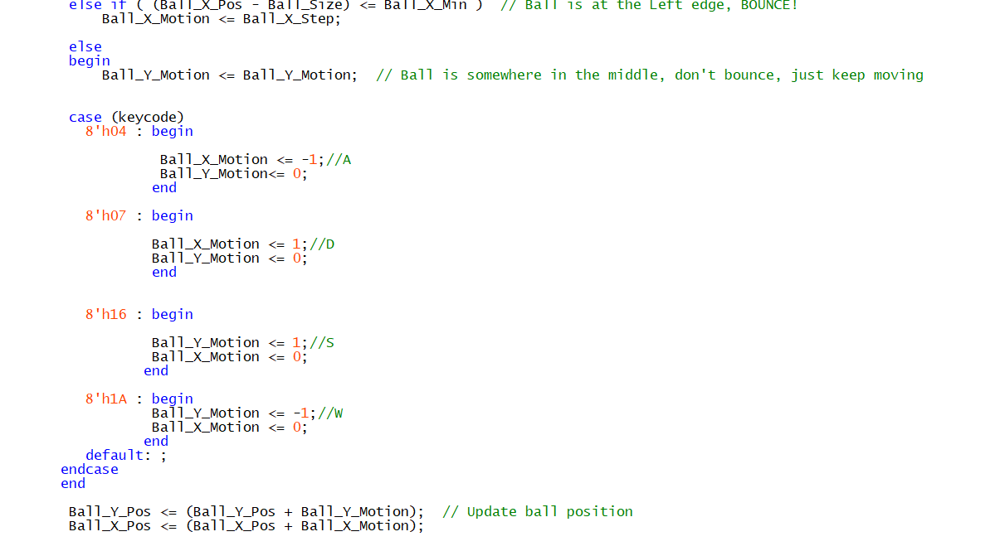 else if ( (Ball_X_Pos - Ball_Size) <= Ball_X_Min )  // Ball is at the Left edge, BOUNCE!
Ball_X_Motion <= Ball_X_Step;
else
begin
Ball_Y_Motion <= Ball_Y_Motion;  // Ball is somewhere in the middle, don't bounce, just keep moving
case (keycode)
8'h04 : begin
Ball_X_Motion <= -1;//A
Ball_Y_Motion<= 0;
end
8'h07 : begin
Ball_X_Motion <= 1;//D
Ball_Y_Motion <= 0;
end
8'h16 : begin
Ball_Y_Motion <= 1;//S
Ball_X_Motion <= 0;
end
8'h1A : begin
Ball_Y_Motion <= -1;//W
Ball_X_Motion <= 0;
end
default: ;
endcase
end
Ball_Y_Pos <= (Ball_Y_Pos + Ball_Y_Motion);  // Update ball position
Ball_X_Pos <= (Ball_X_Pos + Ball_X_Motion);